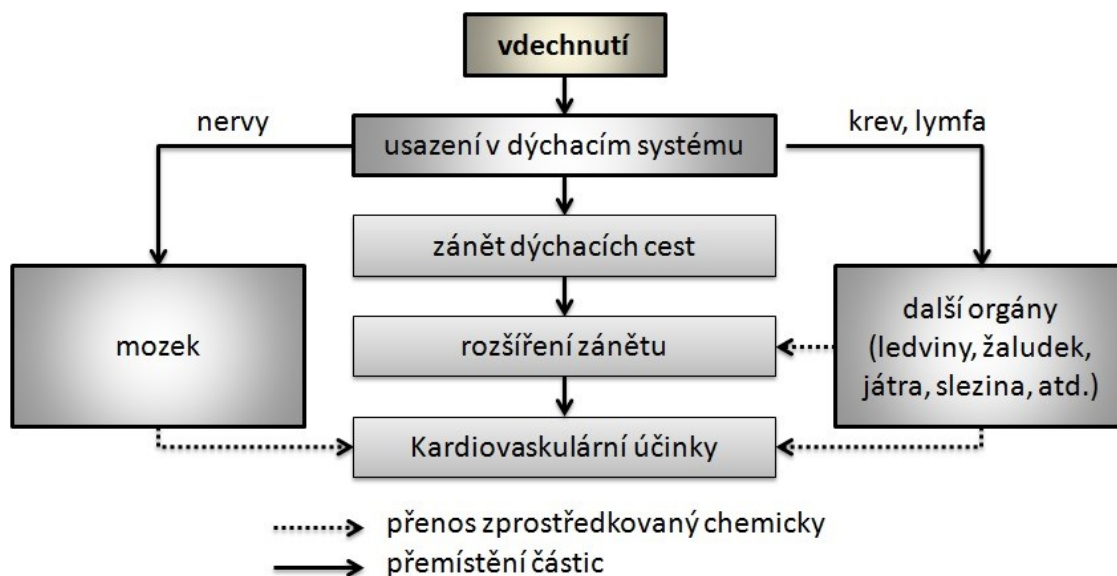 vdechnutí
nervy
usazení v dýchacím systému
krev, lymfa
zánět dýchacích cest
mozek
rozšíření zánětu
další orgány
(ledviny, žaludek,
játra, slezina, atd.)
Kardiovaskulární účinky
přenos zprostředkovaný chemicky
přemístění částic